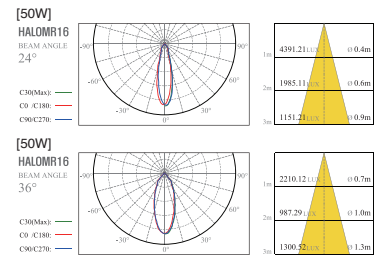 [50W]
HALOMR16
BEAM ANGLE
24°
C30(Max):
C0 /C180:
C90/C270:
-90°
90°
-60°
60°
-30°
30°
0°
1m 4391.21LUX Ø 0.4m
2m 1985.11LUX Ø 0.6m
3m 1151.21LUX Ø 0.9m
[50W]
HALOMR16
BEAM ANGLE
36°
C30(Max):
C0 /C180:
C90/C270:
-90°
90°
-60°
60°
-30°
30°
0°
1m 2210.12LUX Ø 0.7m
2m 987.29LUX Ø 1.0m
3m 1300.52LUX Ø 1.3m